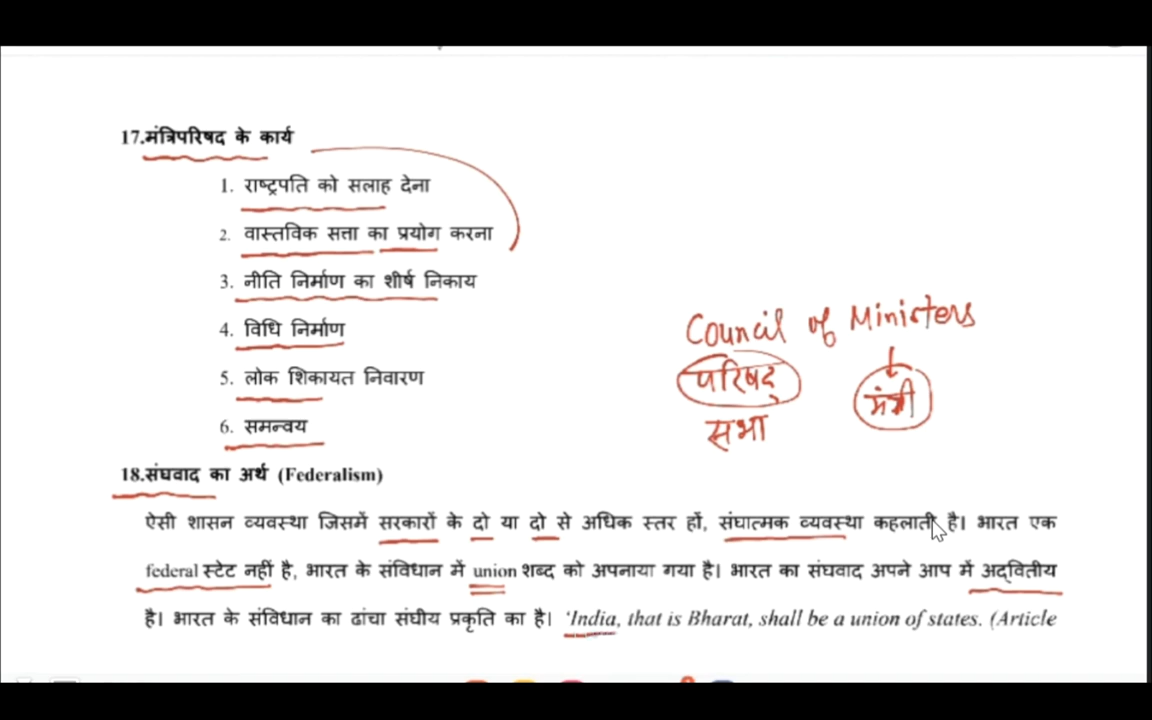 17.मंत्रिपरिषद के कार्य
1. राष्ट्रपति को सलाह देना
2. वास्तविक सत्ता का प्रयोग करना
3. नीति निर्माण का शीर्ष निकाय
4. विधि निर्माण
Council of Ministers
परिषद् मंत्री
5. लोक शिकायत निवारण
सभा
6. समन्वय
18.संघवाद का अर्थ (Federalism)
ऐसी शासन व्यवस्था जिसमें सरकारों के दो या दो से अधिक स्तर हों, संघात्मक व्यवस्था कहलाती है। भारत एक
federal स्टेट नहीं है, भारत के संविधान में union शब्द को अपनाया गया है। भारत का संघवाद अपने आप में अद्वितीय
है। भारत के संविधान का ढांचा संघीय प्रकृति का है। 'India, that is Bharat, shall be a union of states. (Article